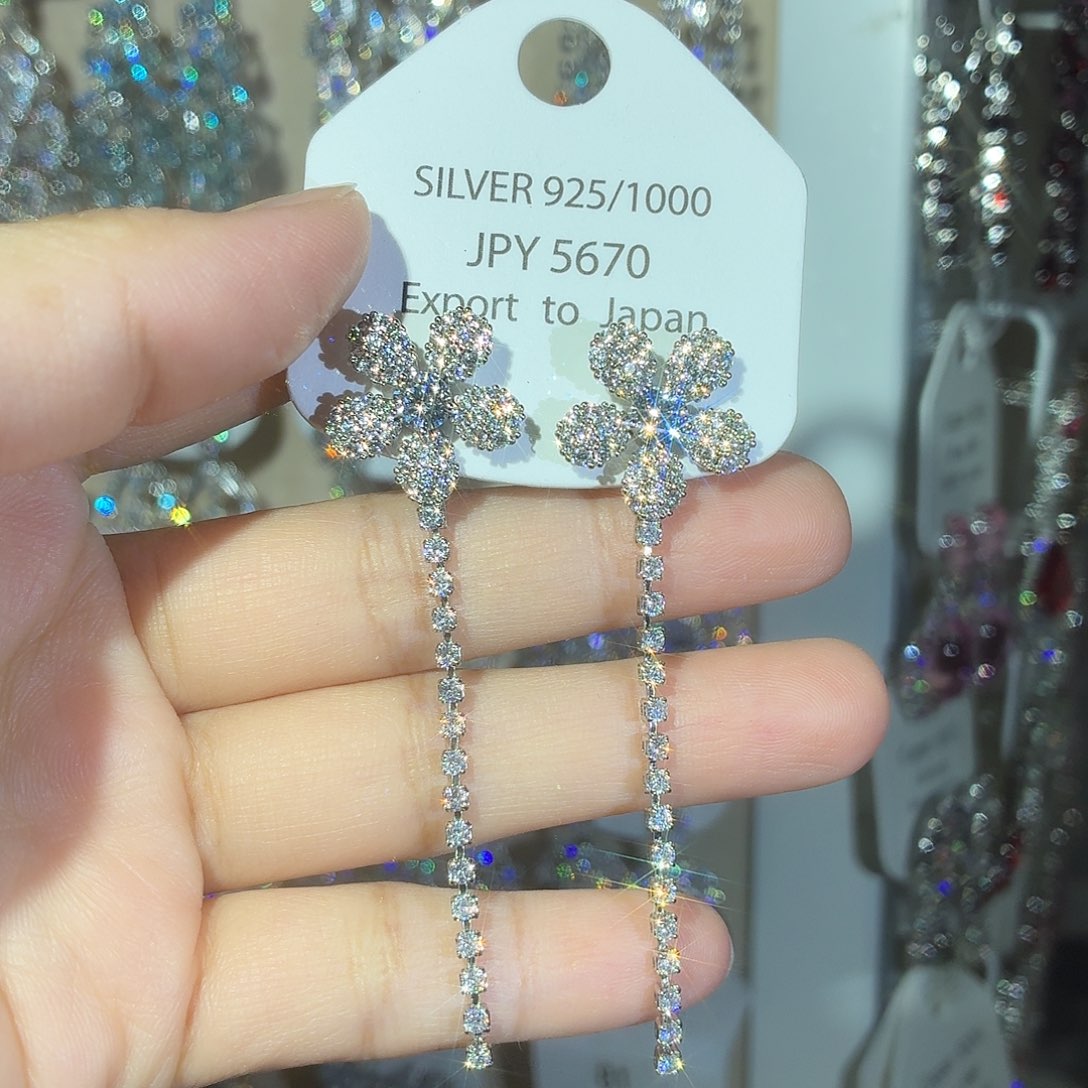 SILVER 925/1000
JPY 5670
Export to Japan